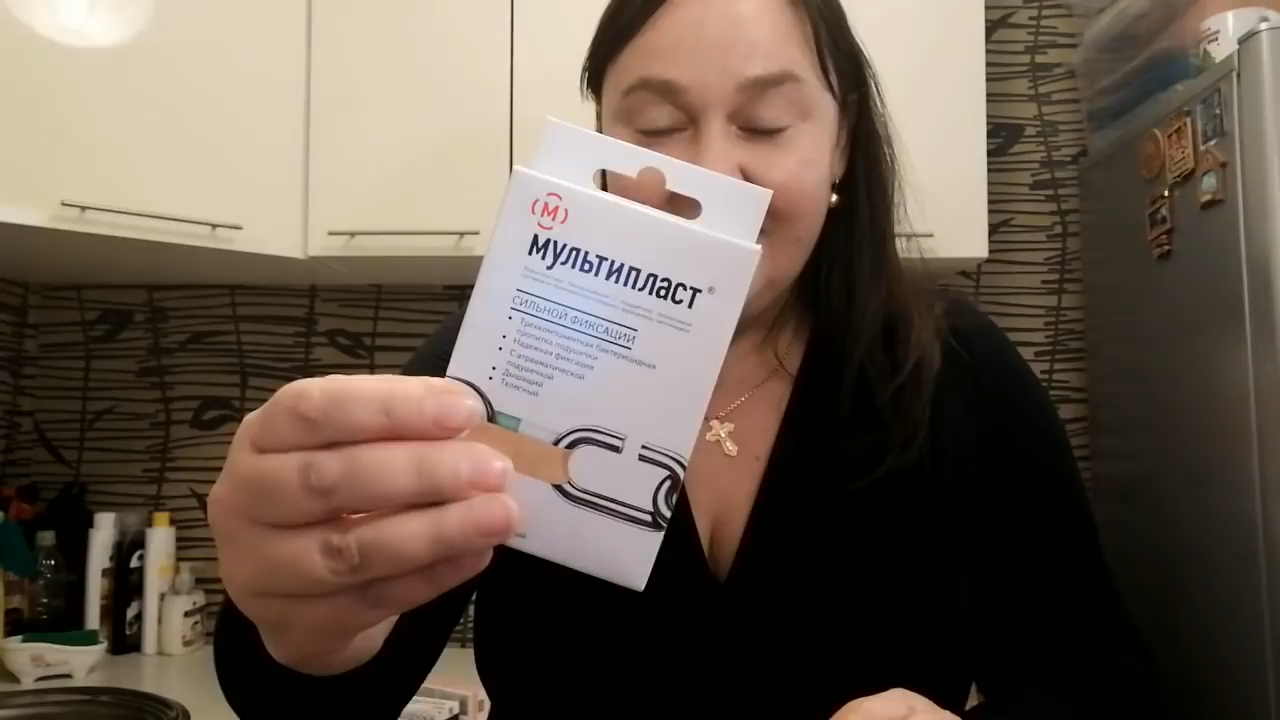 М
мультипласт®
СИЛЬНОЙ ФИКСАЦИИ
• Трехкомпонентная бактерицидная
пропитка подушечки
• Надежная фиксация
• С атравматической
подушечкой
• Дышащий
• Телесный